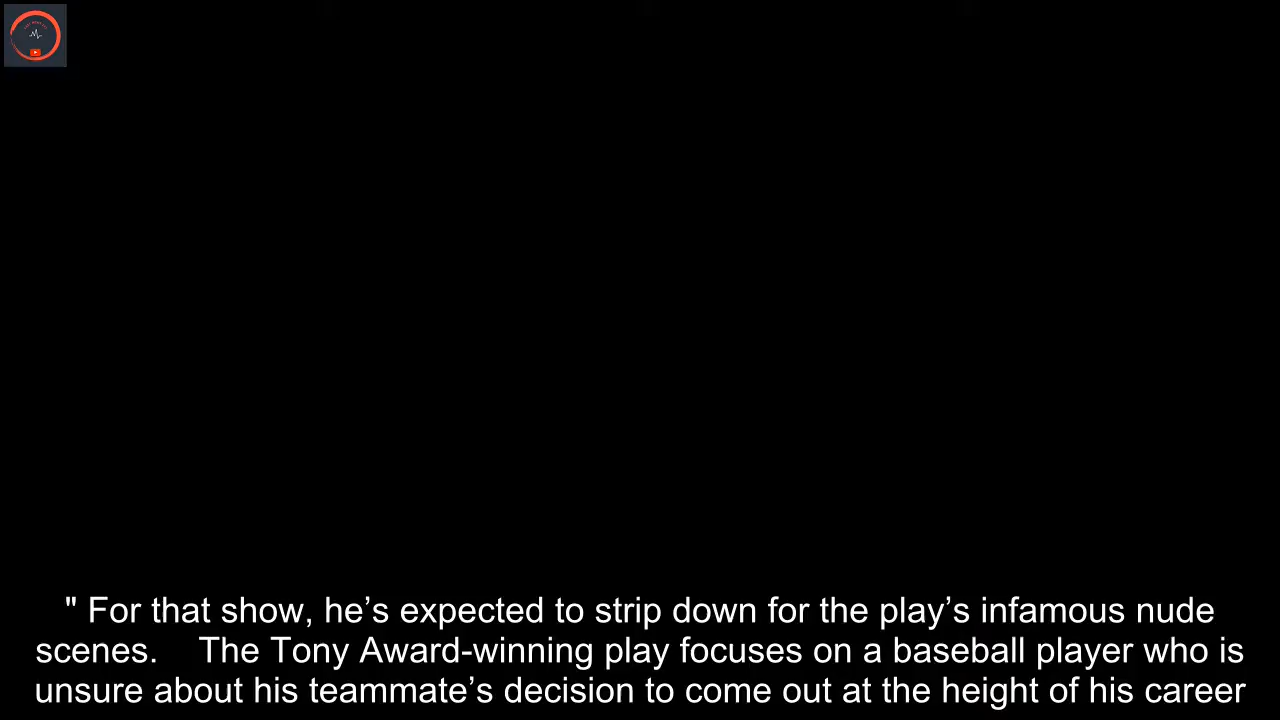 " For that show, he’s expected to strip down for the play’s infamous nude
scenes.    The Tony Award-winning play focuses on a baseball player who is
unsure about his teammate’s decision to come out at the height of his career